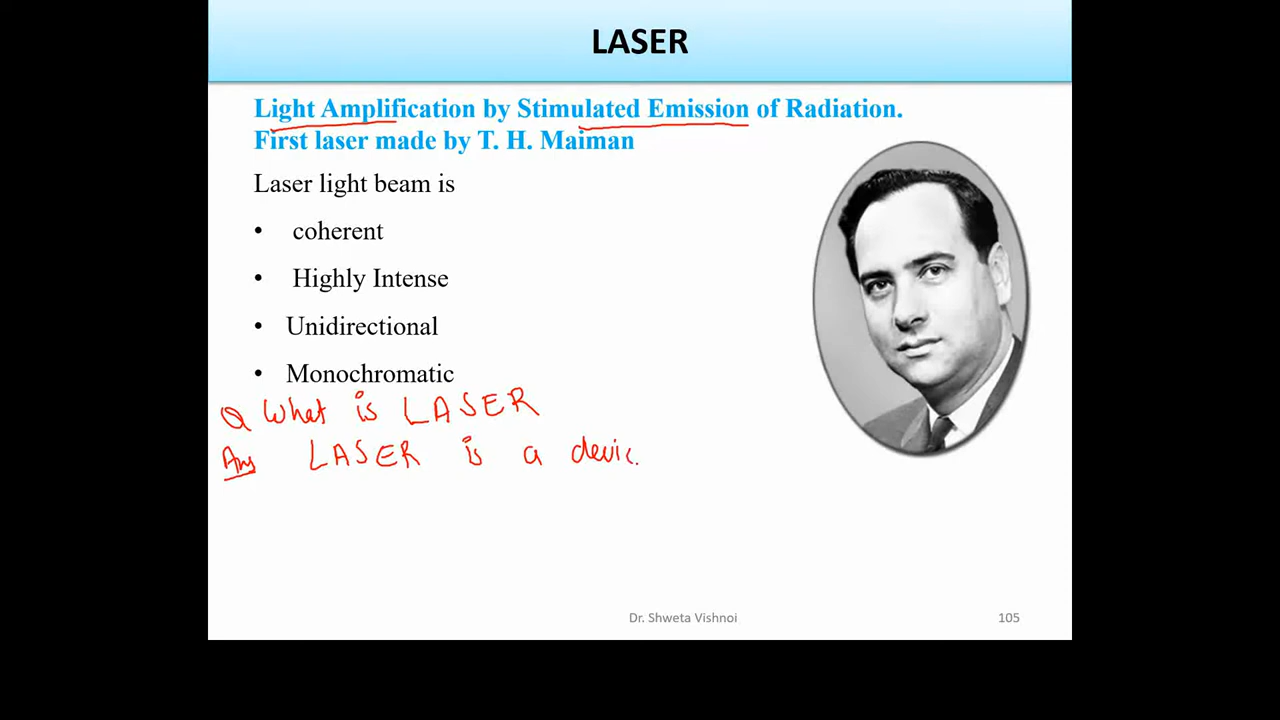 LASER
Light Amplification by Stimulated Emission of Radiation.
First laser made by T. H. Maiman
Laser light beam is
• coherent
• Highly Intense
• Unidirectional
• Monochromatic
Q What is LASER
Ans LASER is a devic
Dr. Shweta Vishnoi 105